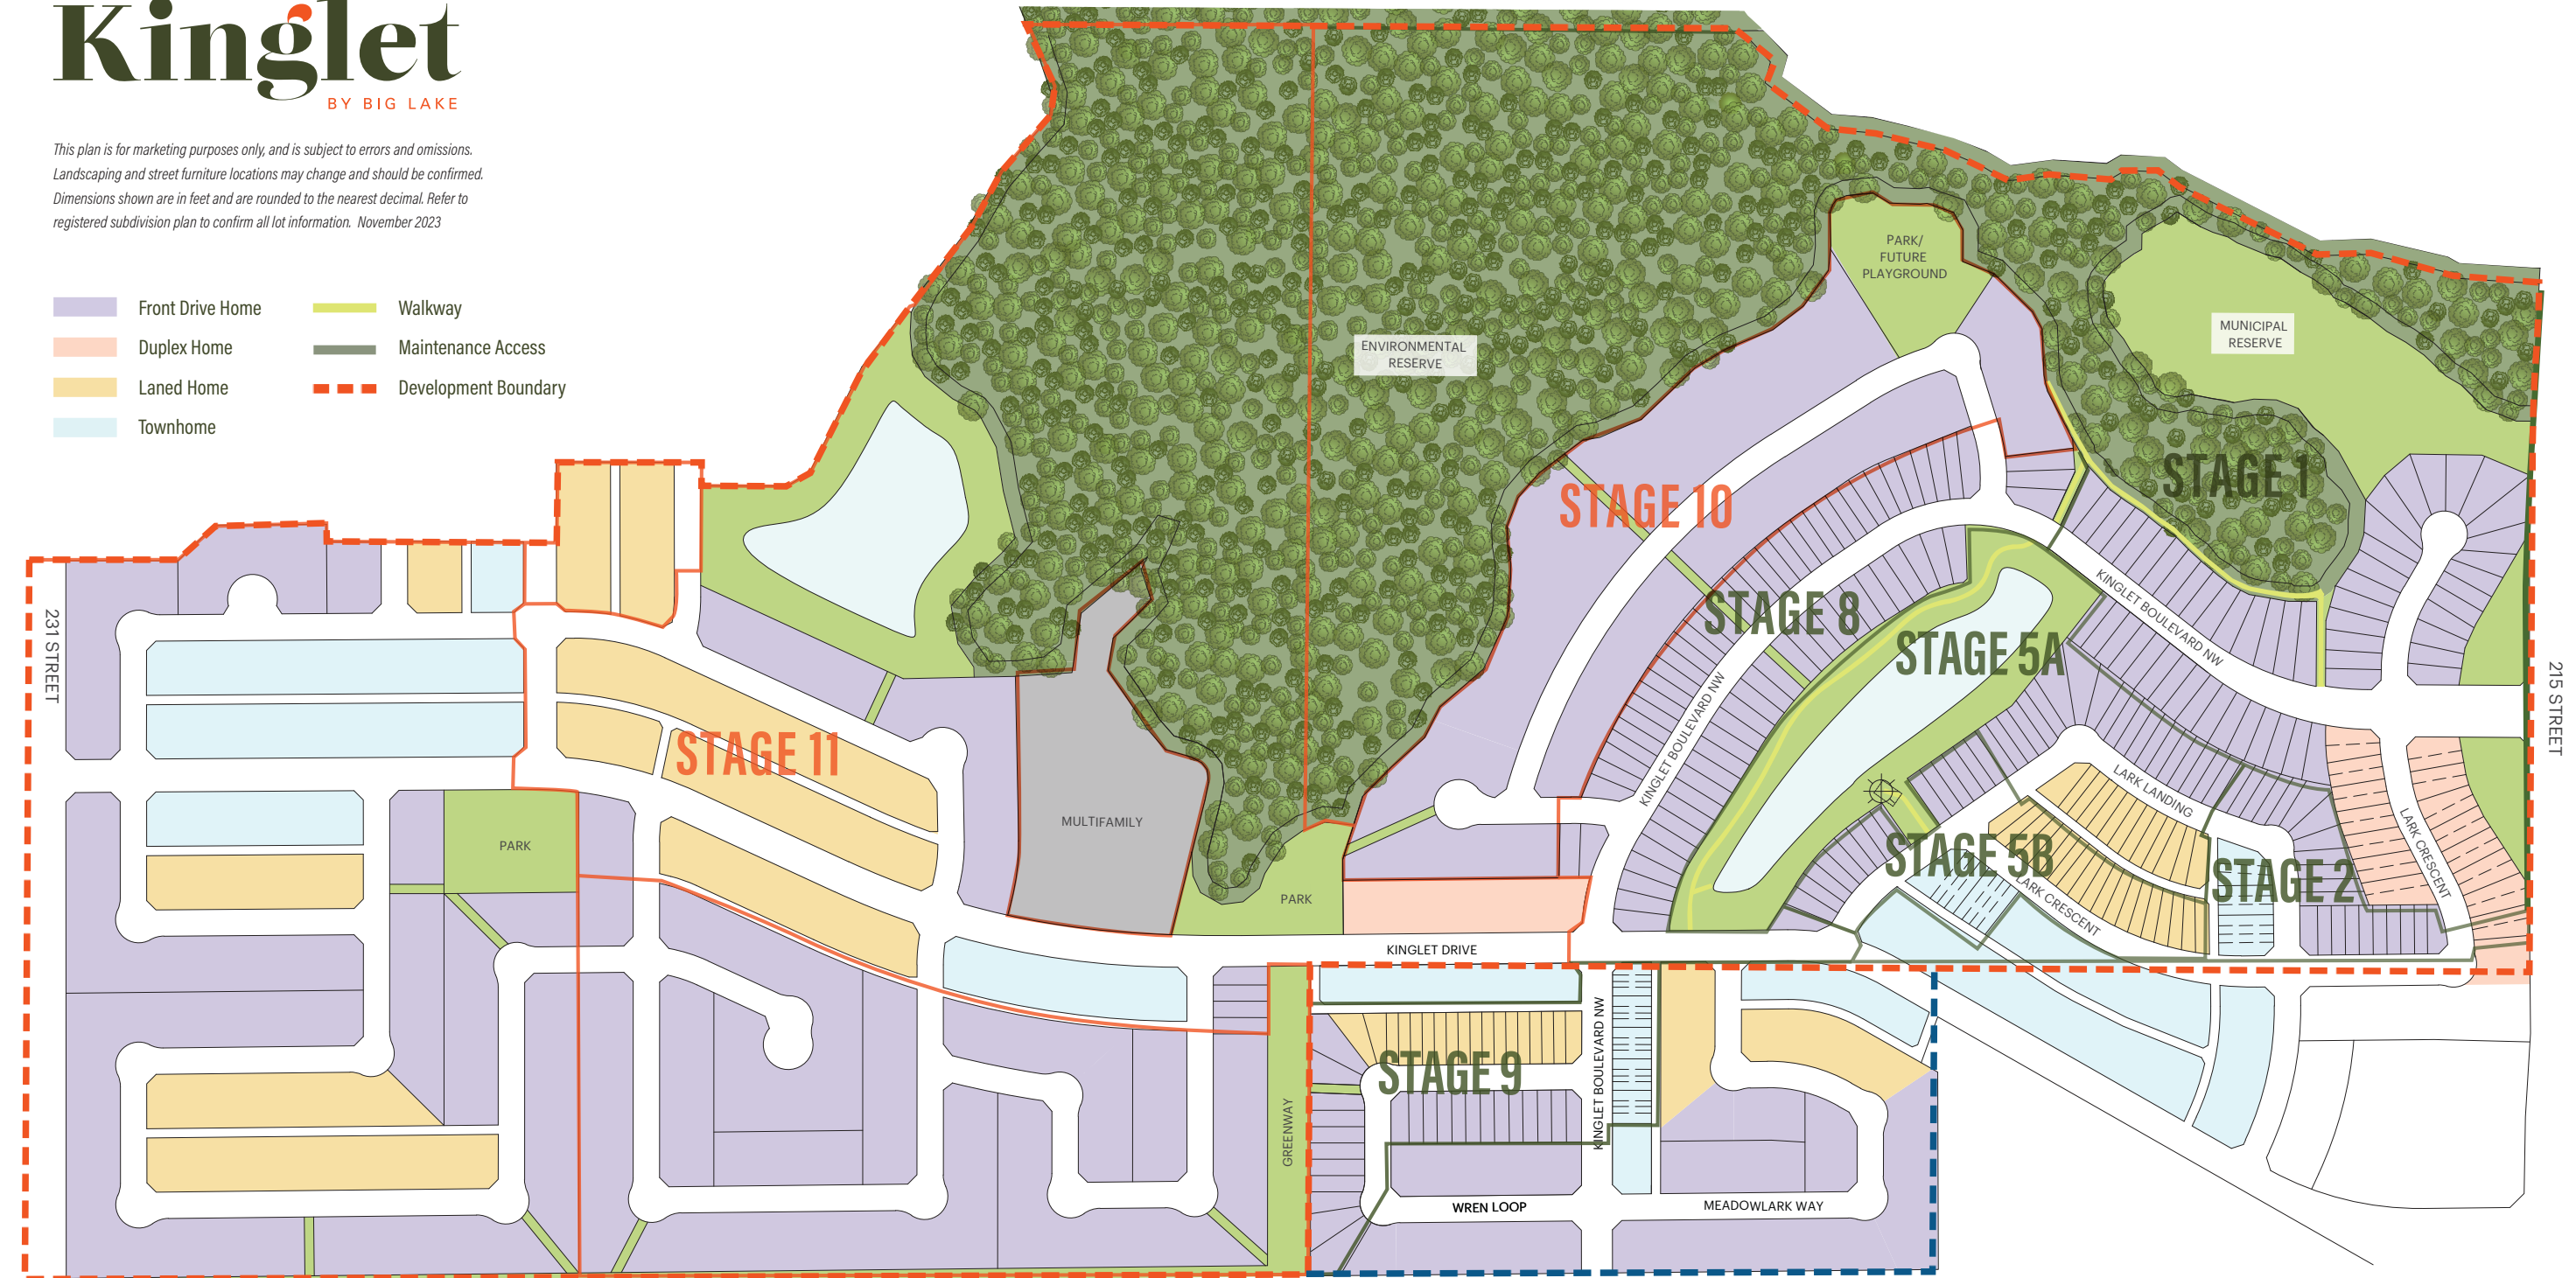 Kinglet
BY BIG LAKE
This plan is for marketing purposes only, and is subject to errors and omissions.
Landscaping and street furniture locations may change and should be confirmed.
Dimensions shown are in feet and are rounded to the nearest decimal. Refer to
registered subdivision plan to confirm all lot information. November 2023
Front Drive Home
Duplex Home
Laned Home
Townhome
Walkway
Maintenance Access
Development Boundary
PARK/
FUTURE
PLAYGROUND
MUNICIPAL
RESERVE
ENVIRONMENTAL
RESERVE
STAGE 1
STAGE 10
STAGE 8
STAGE 5A
KINGLET BOULEVARD NW
231 STREET
215 STREET
STAGE 11
KINGLET BOULEVARD NW
LARK LANDING
MULTIFAMILY
PARK
STAGE 5B
STAGE 2
LARK CRESCENT
LARK CRESCENT
PARK
KINGLET DRIVE
STAGE 9
KINGLET BOULEVARD NW
GREENWAY
WREN LOOP
MEADOWLARK WAY